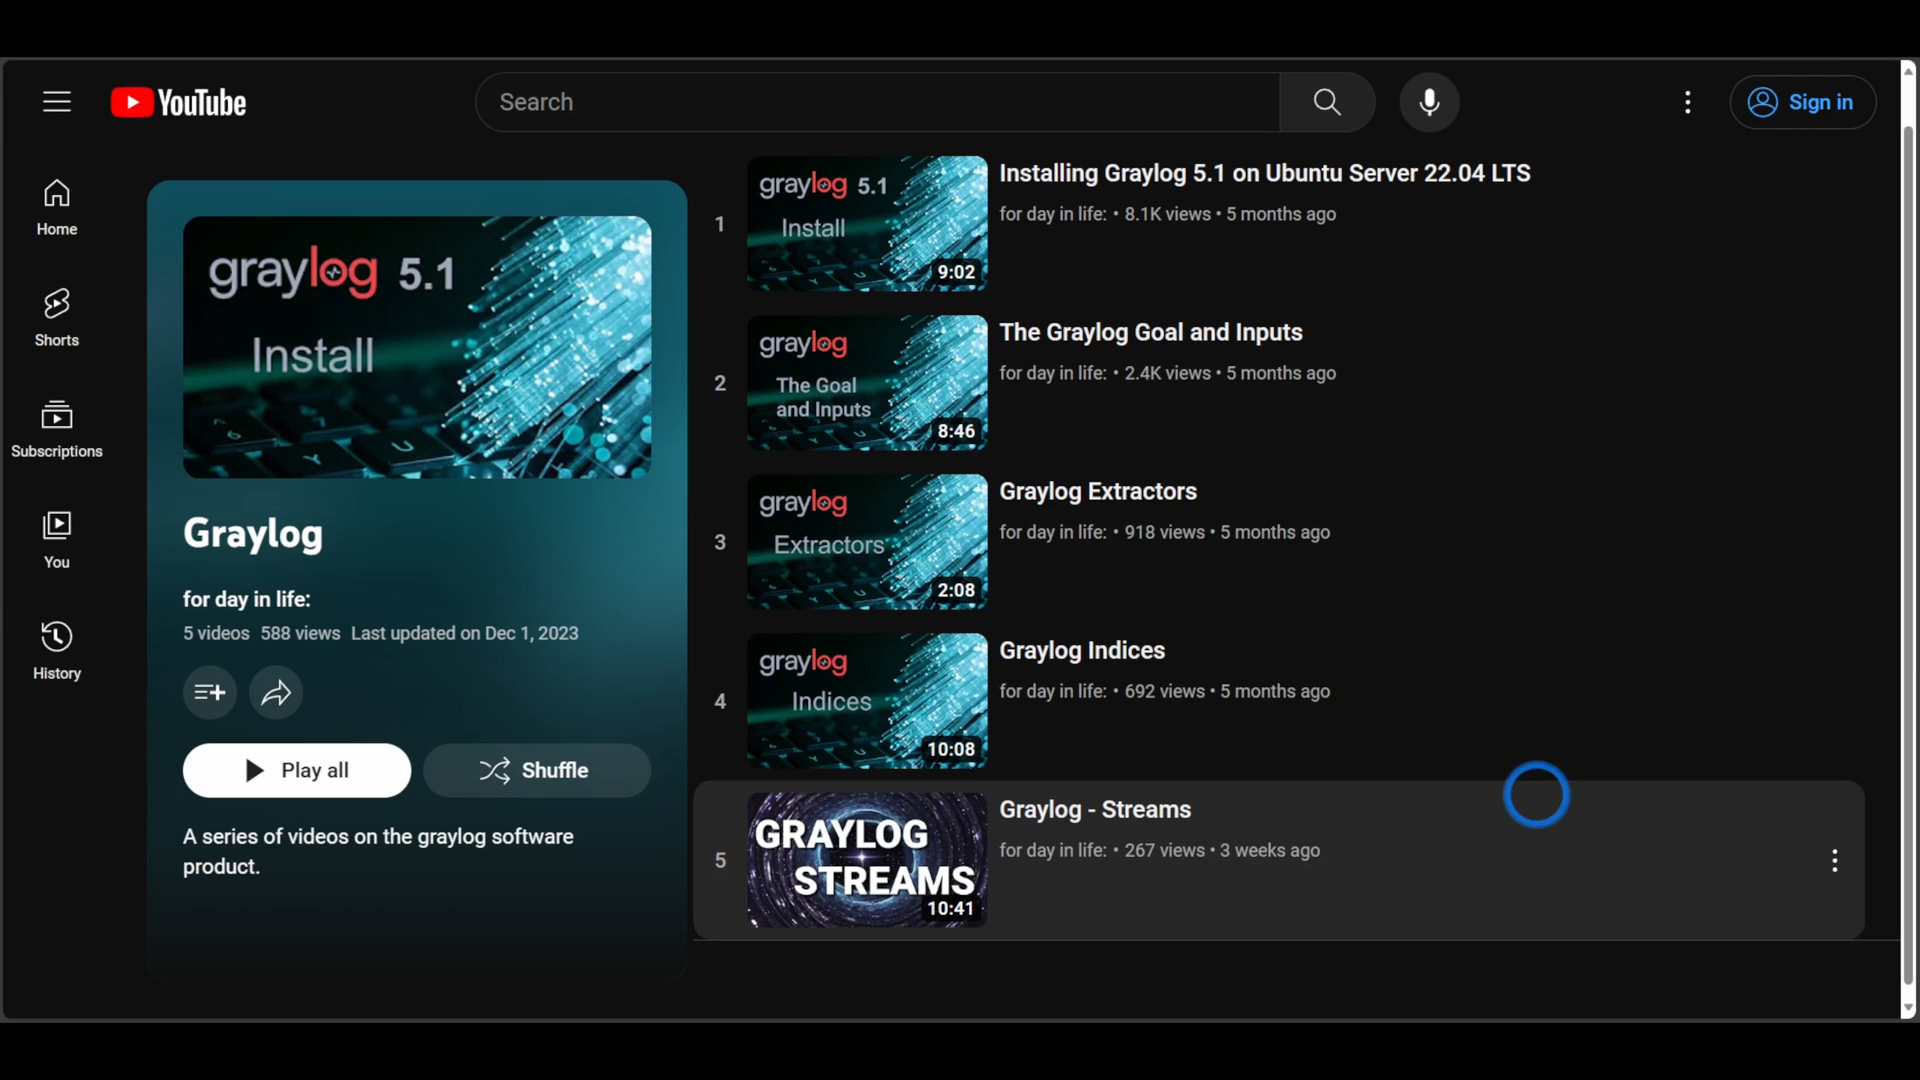 YouTube
Search
Sign in
Home
Shorts
Subscriptions
You
History
graylog 5.1
Install
Graylog
for day in life:
5 videos 588 views Last updated on Dec 1, 2023
Play all
Shuffle
A series of videos on the graylog software
product.
1
graylog 5.1
Install
9:02
Installing Graylog 5.1 on Ubuntu Server 22.04 LTS
for day in life: • 8.1K views • 5 months ago
2
graylog
The Goal
and Inputs
8:46
The Graylog Goal and Inputs
for day in life: • 2.4K views • 5 months ago
3
graylog
Extractors
2:08
Graylog Extractors
for day in life: • 918 views • 5 months ago
4
graylog
Indices
10:08
Graylog Indices
for day in life: • 692 views • 5 months ago
5
GRAYLOG
STREAMS
10:41
Graylog - Streams
for day in life: • 267 views • 3 weeks ago